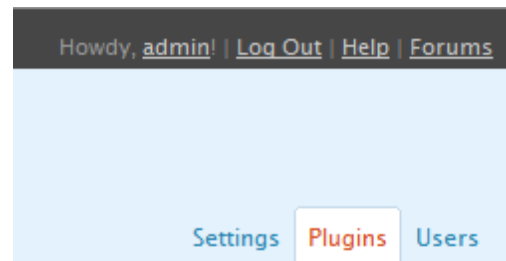 Howdy, admin! | Log Out | Help | Forums
Settings Plugins Users